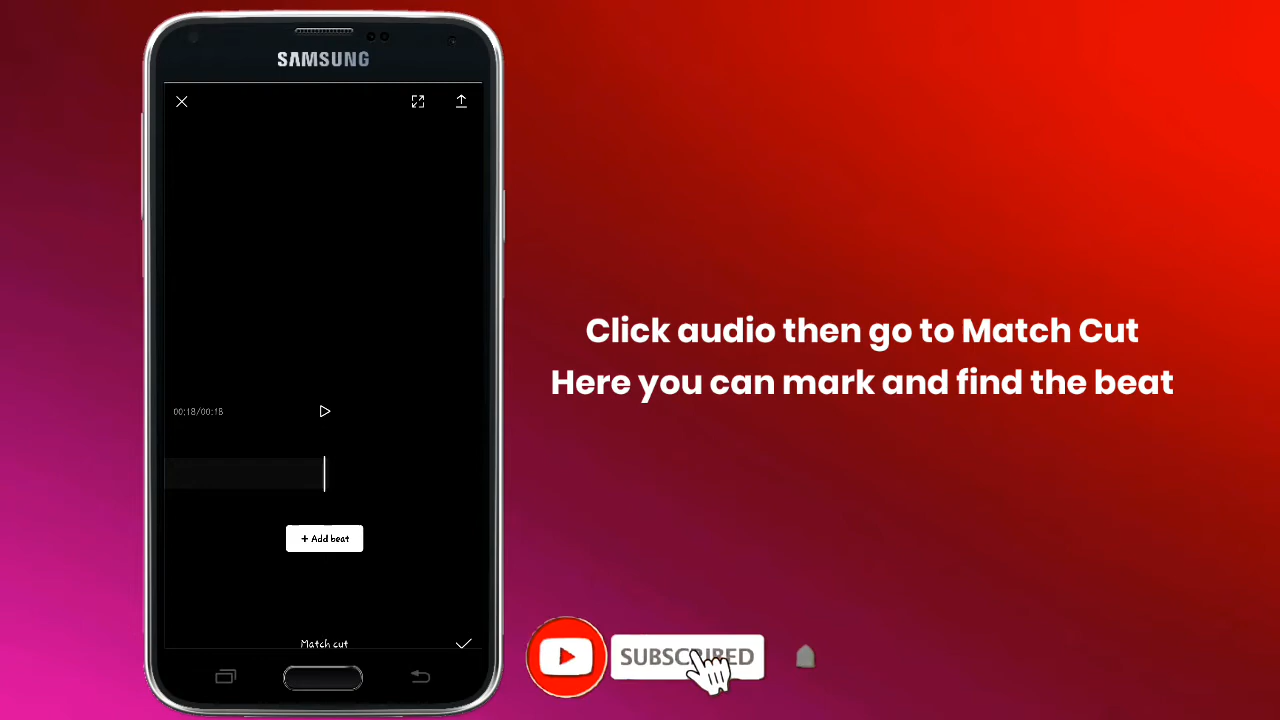 SAMSUNG
00:18/00:18
+ Add beat
Match cut
Click audio then go to Match Cut
Here you can mark and find the beat
SUBSCRIBED